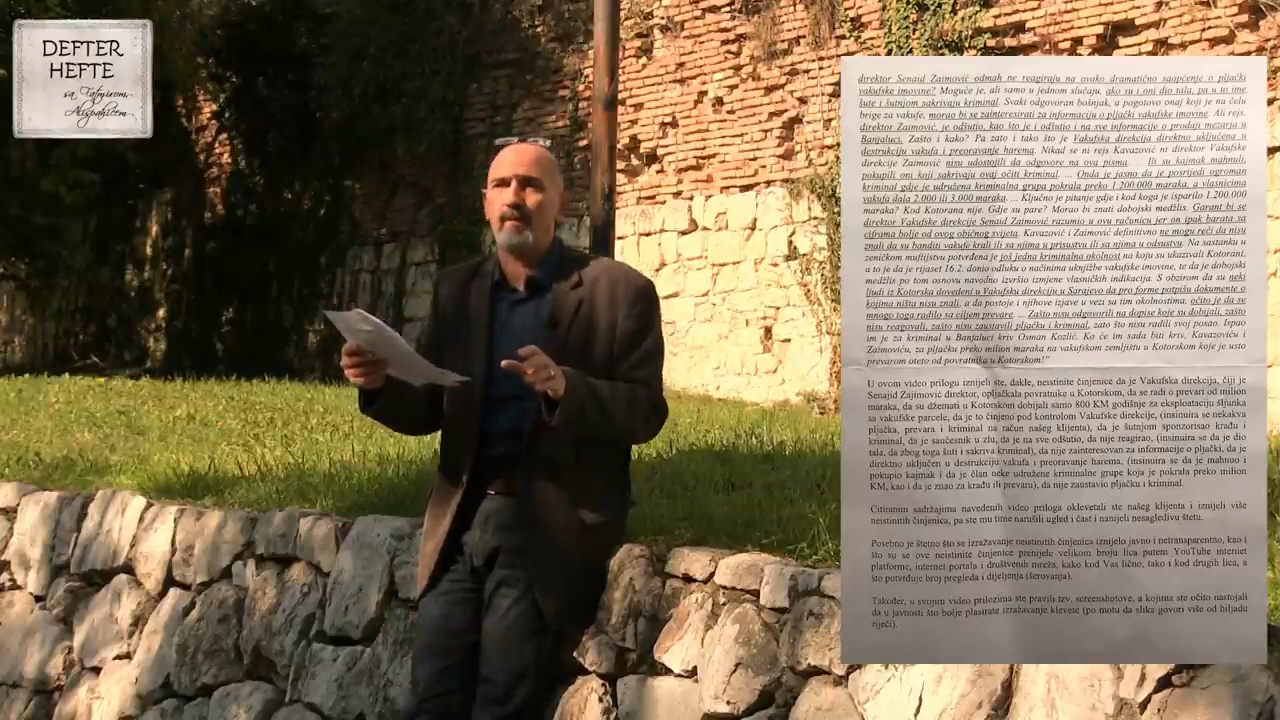 DEFTER
HEFTE
sa Fatmirom
Alispahićem
direktor Senaid Zaimović odmah ne reagiraju na ovako dramatično saopćenje o pljački
vakufske imovine? Moguće je, ali samo u jednom slučaju, ako su i oni dio tala, pa u to ime
šute i šutnjom sakrivaju kriminal. Svaki odgovoran bošnjak, a pogotovo onaj koji je na čelu
brige za vakufe, morao bi se zainteresirati za informaciju o pljački vakufske imovine. Ali rejs.
direktor Zaimović, je odšutio, kao što je i odšutio i na sve informacije o prodaji mezarja u
Banjaluci. Zašto i kako? Pa zato i tako što je Vakufska direkcija direktno uključena u
destrukciju vakufa i preoravanje harema. Nikad se ni rejs Kavazović ni direktor Vakufske
direkcije Zaimović nisu udostojili da odgovore na ova pisma. ... Ili su kajmak mahnuli,
pokupili oni koji sakrivaju ovaj očiti kriminal. ... Onda je jasno da je posrijedi ogroman
kriminal gdje je udružena kriminalna grupa pokrala preko 1.200.000 maraka, a vlasnicima
vakufa dala 2.000 ili 3.000 maraka. ... Ključno je pitanje gdje i kod koga je isparilo 1.200.000
maraka? Kod Kotorana nije. Gdje su pare? Morao bi znati dobojski medžlis. Garant bi se
direktor Vakufske direkcije Senaid Zaimović razumio u ovu računicu jer on ipak barata sa
ciframa bolje od ovog običnog svijeta. Kavazović i Zaimović definitivno ne mogu reći da nisu
znali da su banditi vakufe krali ili sa njima u prisustvu ili sa njima u odsustvu. Na sastanku u
zeničkom muftijstvu potvrđena je još jedna kriminalna okolnost na koju su ukazivali Kotorani,
a to je da je rijaset 16.2. donio odluku o načinima uknjižbe vakufske imovine, te da je dobojski
medžlis po tom osnovu navodno izvršio izmjene vlasničkih indikacija. S obzirom da su neki
ljudi iz Kotorska dovedeni u Vakufsku direkciju u Sarajevo da pro forme potpišu dokumente o
kojima ništa nisu znali, a da postoje i njihove izjave u vezi sa tim okolnostima, očito je da se
mnogo toga radilo sa ciljem prevare. ... Zašto nisu odgovorili na dopise koje su dobijali, zašto
nisu reagovali, zašto nisu zaustavili pljačku i kriminal, zato što nisu radili svoj posao. Ispao
im je za kriminal u Banjaluci kriv Osman Kozlić. Ko će im sada biti kriv, Kavazoviću i
Zaimoviću, za pljačku preko milion maraka na vakufskom zemljištu u Kotorskom koje je usto
prevarom oteto od povratnika u Kotorskom!"
U ovom video prilogu iznijeli ste, dakle, neistinite činjenice da je Vakufska direkcija, čiji je
Senajid Zajimović direktor, opljačkala povratnike u Kotorskom, da se radi o prevari od milion
maraka, da su džemati u Kotorskom dobijali samo 800 KM godišnje za eksploataciju šljunka
sa vakufske parcele, da je to činjeno pod kontrolom Vakufske direkcije, (insinuira se nekakva
pljačka, prevara i kriminal na račun našeg klijenta), da je šutnjom sponzorisao krađu i
kriminal, da je saučesnik u zlu, da je na sve odšutio, da nije reagirao, (insinuira se da je dio
tala, da zbog toga šuti i sakriva kriminal), da nije zainteresovan za informacije o pljački, da je
direktno uključen u destrukciju vakufa i preoravanje harema, (insinuira se da je mahnuo i
pokupio kajmak i da je član neke udružene kriminalne grupe koja je pokrala preko milion
KM, kao i da je znao za krađu ili prevaru), da nije zaustavio pljačku i kriminal.
Citiranim sadržajima navedenih video priloga oklevetali ste našeg klijenta i iznijeli više
neistinitih činjenica, pa ste mu time narušili ugled i čast i nanijeli nesagledivu štetu.
Posebno je štetno što se izražavanje neistinitih činjenica iznijelo javno i netransparentno, kao i
što su se ove neistinite činjenice prenijele velikom broju lica putem YouTube internet
platforme, internet portala i društvenih mreža, kako kod Vas lično, tako i kod drugih lica, a
što potvrđuje broj pregleda i dijeljenja (šerovanja).
Također, u svojim video prilozima ste pravili tzv. screenshotove, a kojima ste očito nastojali
da u javnosti što bolje plasirate izražavanje klevete (po motu da slika govori više od hiljadu
riječi).